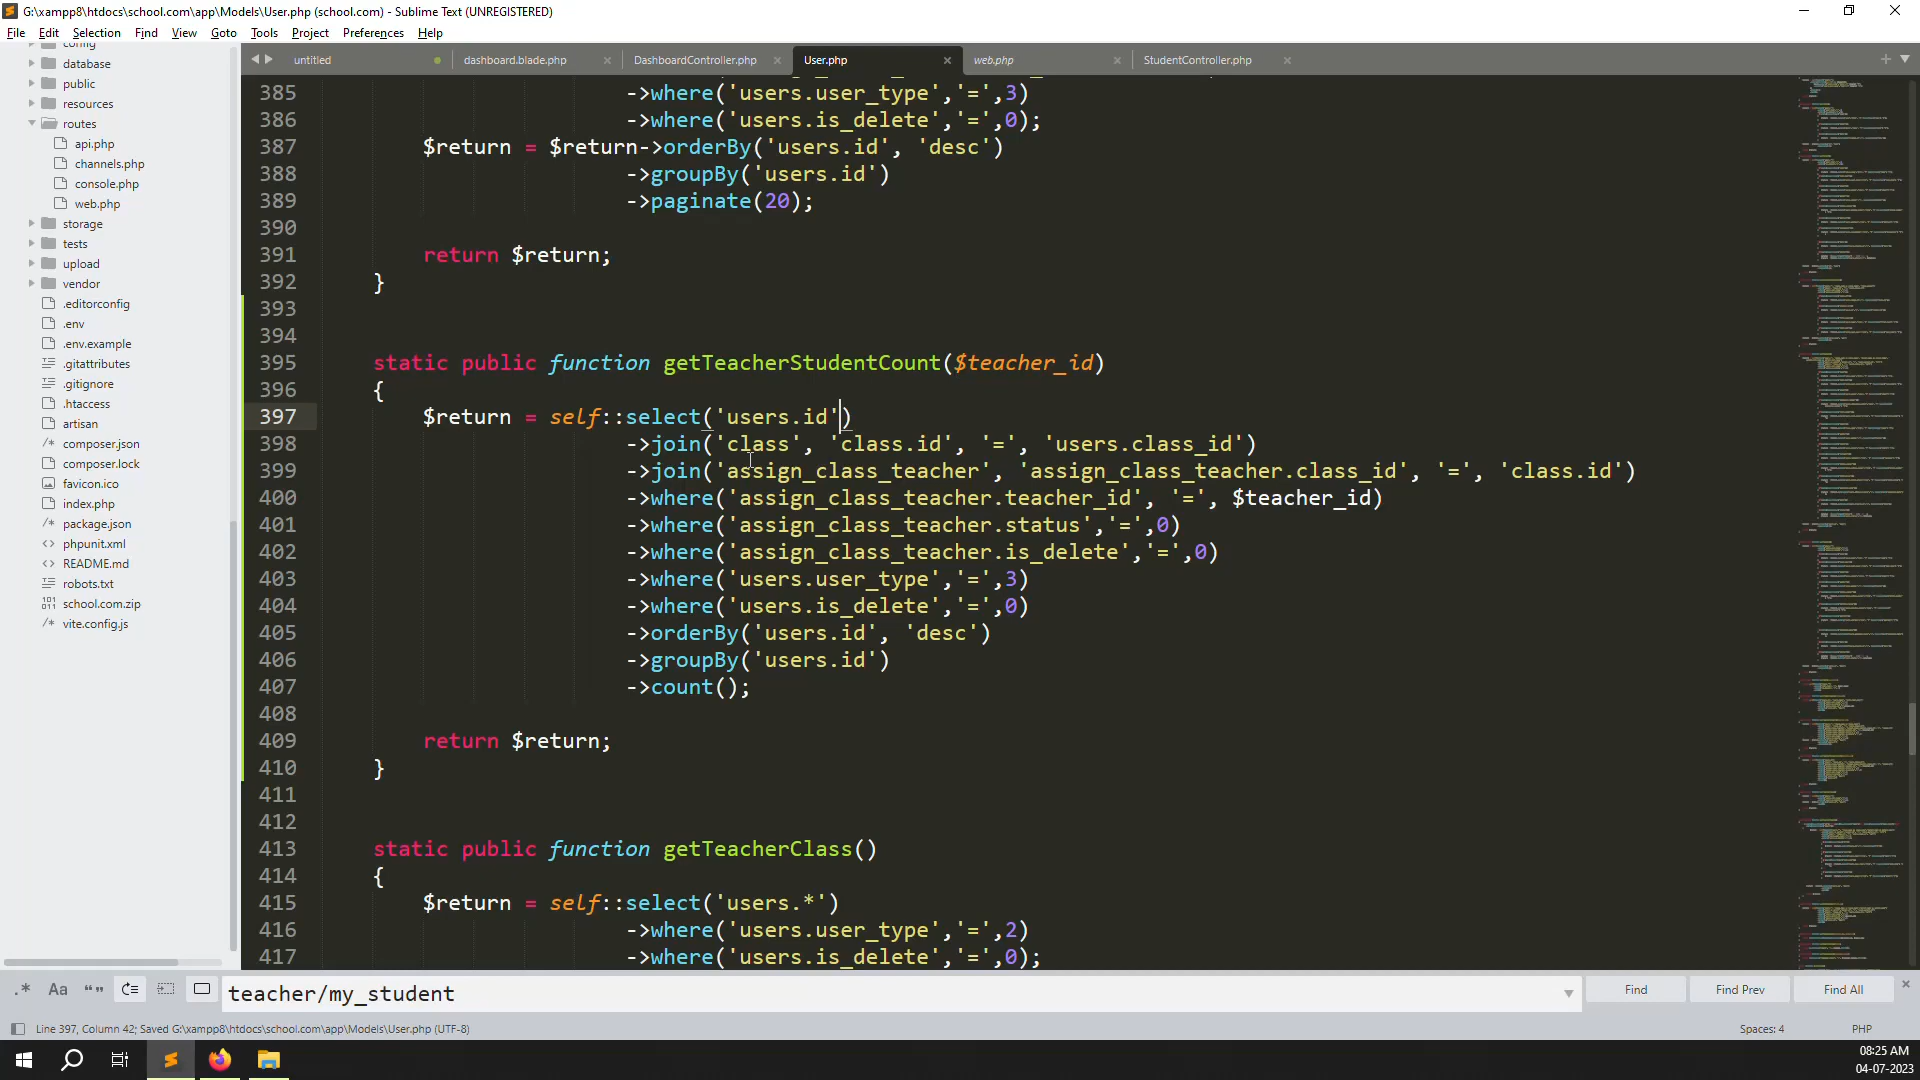 G:\xampp8\htdocs\school.com\app\Models\User.php (school.com) - Sublime Text (UNREGISTERED)
File Edit Selection Find View Goto Tools Project Preferences Help
untitled dashboard.blade.php DashboardController.php User.php web.php StudentController.php
config
database
public
resources
routes
api.php
channels.php
console.php
web.php
storage
tests
upload
vendor
.editorconfig
.env
.env.example
.gitattributes
.gitignore
.htaccess
artisan
composer.json
composer.lock
favicon.ico
index.php
package.json
phpunit.xml
README.md
robots.txt
school.com.zip
vite.config.js
385 ->where('users.user_type','=',3)
386 ->where('users.is_delete','=',0);
387 $return = $return->orderBy('users.id', 'desc')
388 ->groupBy('users.id')
389 ->paginate(20);
390
391 return $return;
392 }
393
394
395 static public function getTeacherStudentCount($teacher_id)
396 {
397 $return = self::select('users.id')
398 ->join('class', 'class.id', '=', 'users.class_id')
399 ->join('assign_class_teacher', 'assign_class_teacher.class_id', '=', 'class.id')
400 ->where('assign_class_teacher.teacher_id', '=', $teacher_id)
401 ->where('assign_class_teacher.status','=',0)
402 ->where('assign_class_teacher.is_delete','=',0)
403 ->where('users.user_type','=',3)
404 ->where('users.is_delete','=',0)
405 ->orderBy('users.id', 'desc')
406 ->groupBy('users.id')
407 ->count();
408
409 return $return;
410 }
411
412
413 static public function getTeacherClass()
414 {
415 $return = self::select('users.*')
416 ->where('users.user_type','=',2)
417 ->where('users.is_delete','=',0);
.* Aa “” teacher/my_student Find Find Prev Find All
Line 397, Column 42; Saved G:\xampp8\htdocs\school.com\app\Models\User.php (UTF-8) Spaces: 4 PHP
08:25 AM
04-07-2023